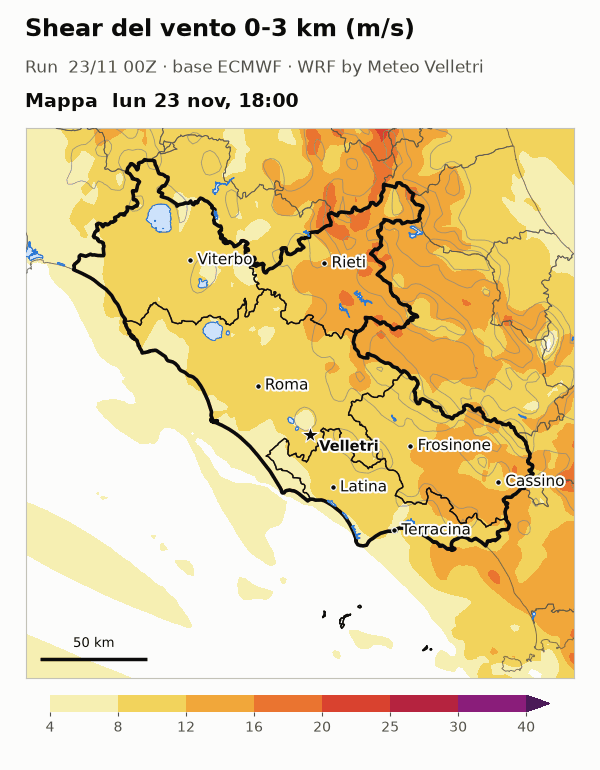 Shear del vento 0-3 km (m/s)
Run  23/11 00Z · base ECMWF · WRF by Meteo Velletri
Mappa  lun 23 nov, 18:00
Viterbo
Rieti
Roma
Velletri
Frosinone
Cassino
Latina
Terracina
50 km
4 8 12 16 20 25 30 40